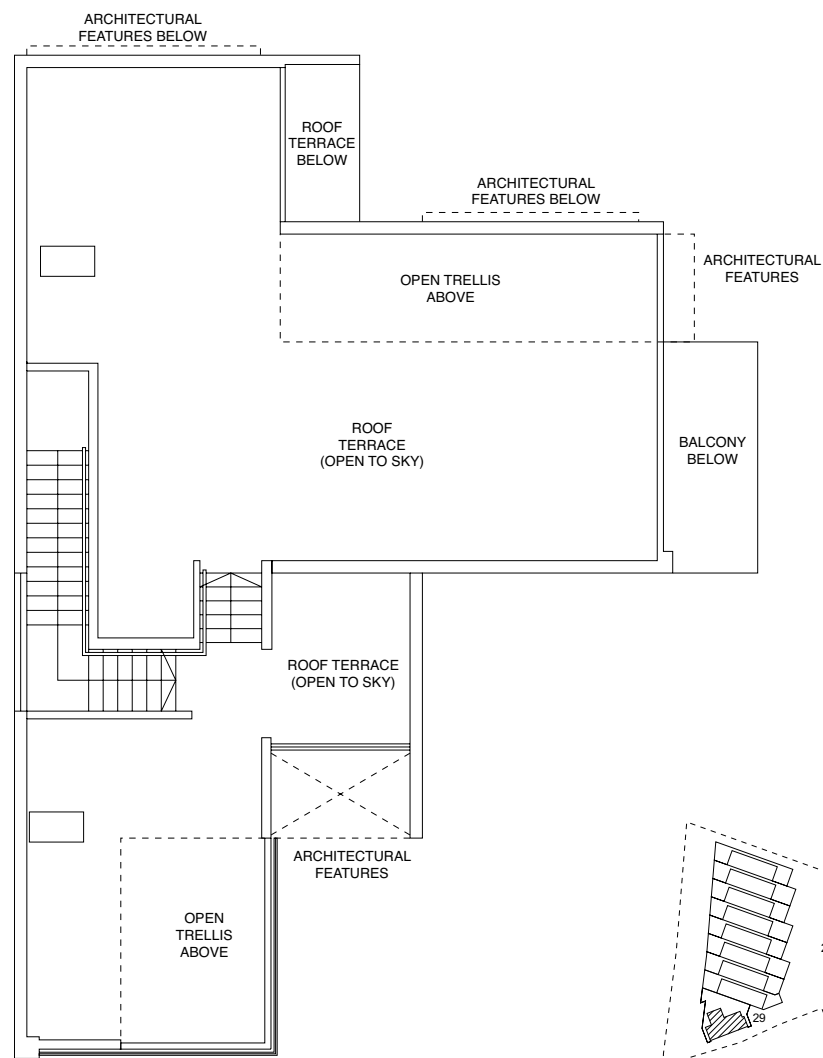 ARCHITECTURAL
FEATURES BELOW
ROOF
TERRACE
BELOW
ARCHITECTURAL
FEATURES BELOW
OPEN TRELLIS
ABOVE
ARCHITECTURAL
FEATURES
ROOF
TERRACE
(OPEN TO SKY)
BALCONY
BELOW
ROOF TERRACE
(OPEN TO SKY)
ARCHITECTURAL
FEATURES
OPEN
TRELLIS
ABOVE
29